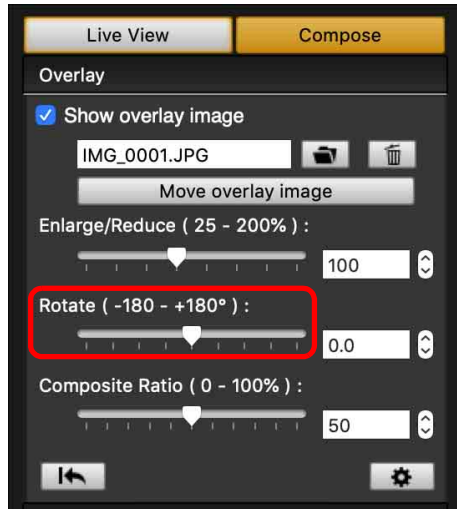 Live View Compose
Overlay
Show overlay image
IMG_0001.JPG
Move overlay image
Enlarge/Reduce ( 25 - 200% ) :
100
Rotate ( -180 - +180° ) :
0.0
Composite Ratio ( 0 - 100% ) :
50